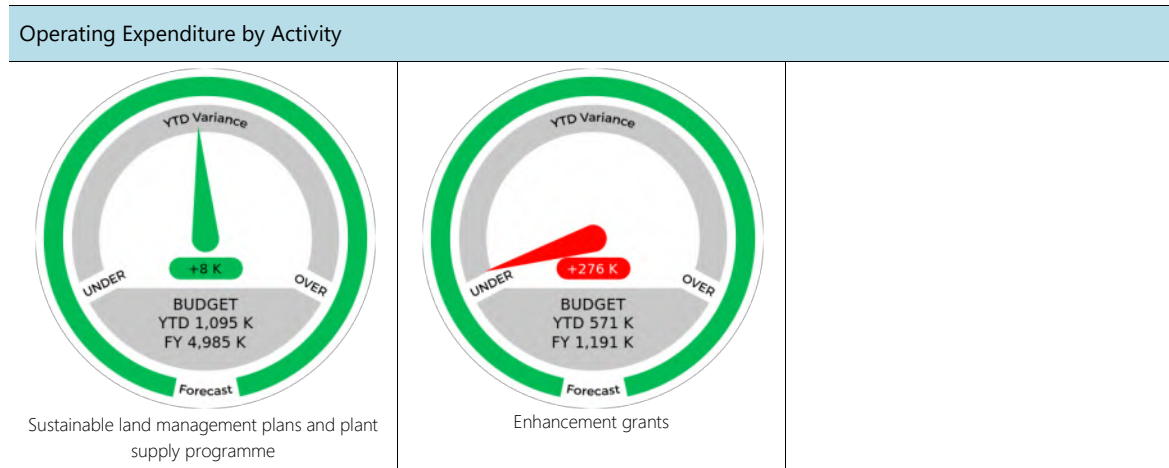 Operating Expenditure by Activity
YTD Variance
+8 K
UNDER
OVER
BUDGET
YTD 1,095 K
FY 4,985 K
Forecast
Sustainable land management plans and plant
supply programme
YTD Variance
+276 K
UNDER
OVER
BUDGET
YTD 571 K
FY 1,191 K
Forecast
Enhancement grants